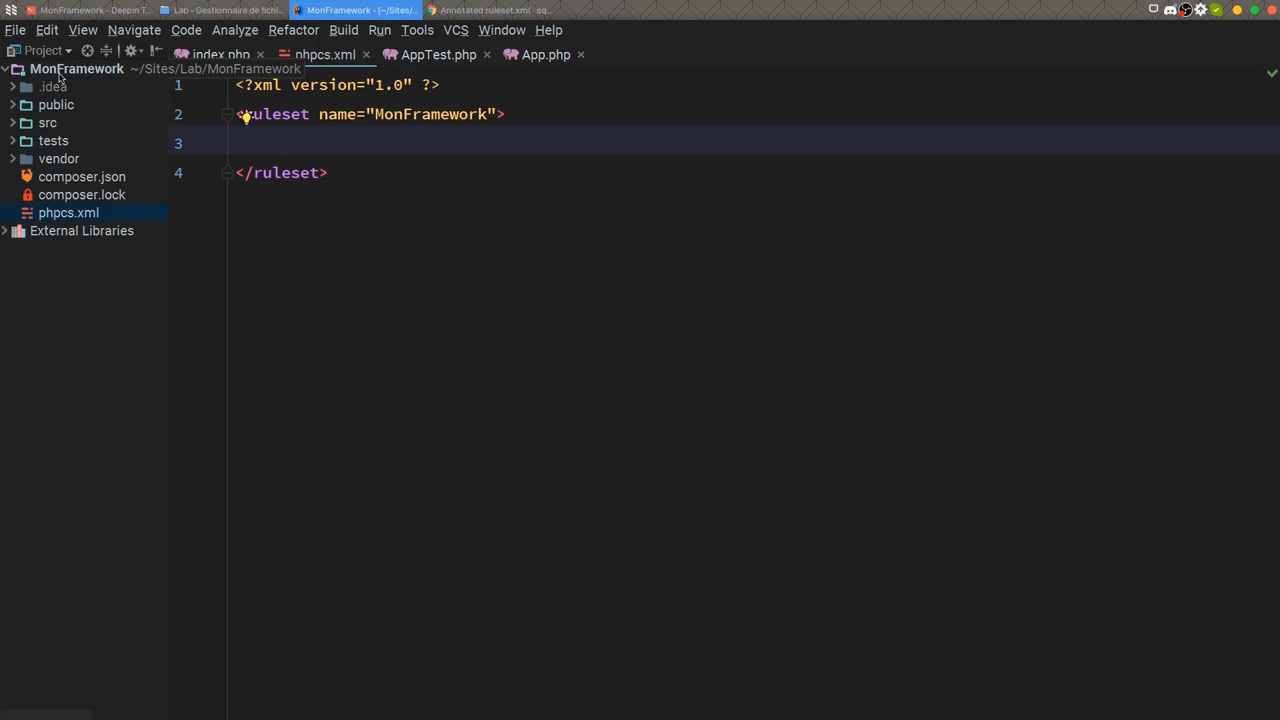 MonFramework - Deepin T...
Lab - Gestionnaire de fichi...
MonFramework - [~/Sites/...
Annotated ruleset.xml - sq...
File Edit View Navigate Code Analyze Refactor Build Run Tools VCS Window Help
Project
index.php
phpcs.xml
AppTest.php
App.php
MonFramework ~/Sites/Lab/MonFramework
.idea
public
src
tests
vendor
composer.json
composer.lock
phpcs.xml
External Libraries
1 <?xml version="1.0" ?>
2 <ruleset name="MonFramework">
3
4 </ruleset>